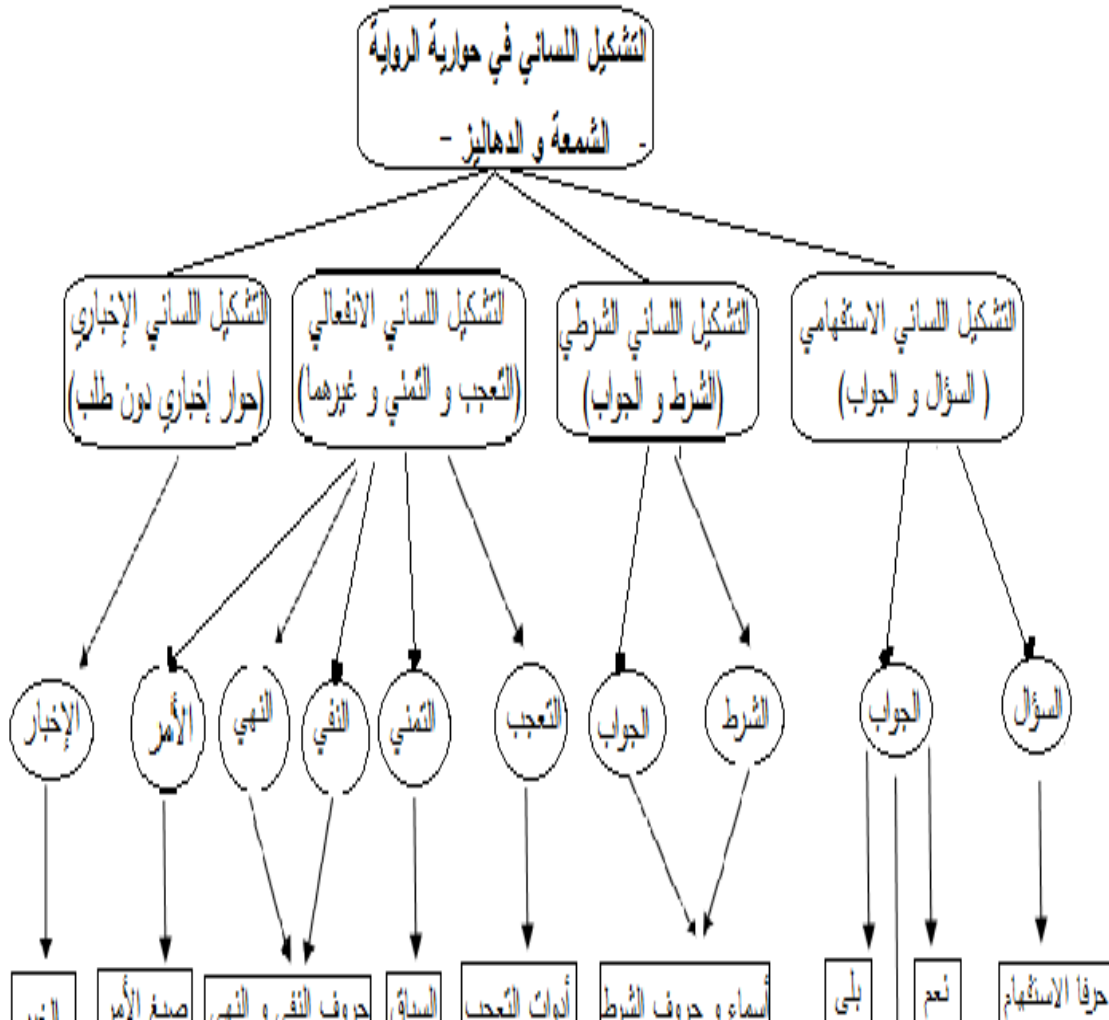 التشكيل اللساني في حوارية الرواية
- الشمعة و الدهاليز -
التشكيل اللساني الاستفهامي
( السؤال و الجواب)
التشكيل اللساني الشرطي
(الشرط و الجواب)
التشكيل اللساني الانفعالي
(التعجب و التمني و غيرهما)
التشكيل اللساني الإخباري
(حوار إخباري دون طلب)
السؤال
الجواب
الشرط
الجواب
التعجب
التمني
النفي
النهي
الأمر
الإخبار
حرفا الاستفهام
نعم
بلى
أسماء و حروف الشرط
أدوات التعجب
السياق
حروف النفي و النهي
صيغ الأمر